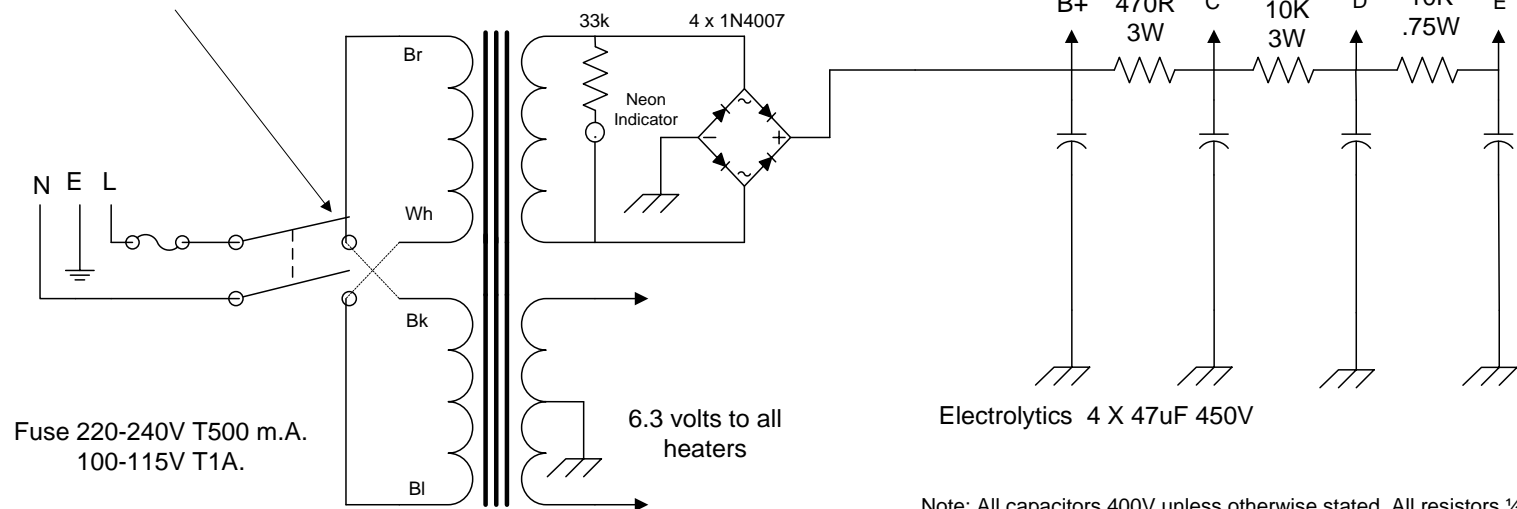 33k
4 x 1N4007
B+
470R
3W
C
10K
3W
D
10K
.75W
E
Br
Neon
Indicator
~
−
+
~
N E L
Wh
Bk
Fuse 220-240V T500 m.A.
100-115V T1A.
6.3 volts to all
heaters
Electrolytics 4 X 47uF 450V
Bl
Note: All capacitors 400V unless otherwise stated. All resistors